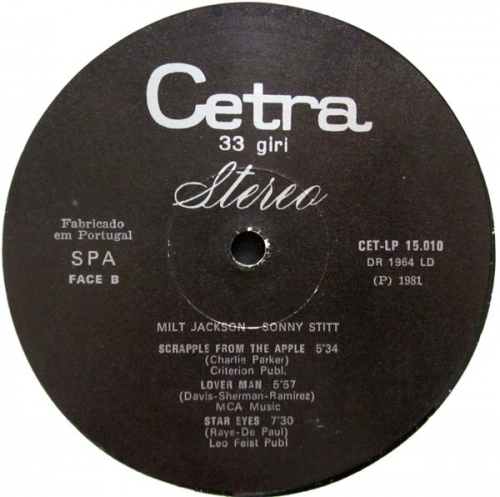 Cetra
33 giri
Stereo
Fabricado
em Portugal
SPA
FACE B
CET-LP 15.010
DR 1964 LD
(P) 1981
MILT JACKSON — SONNY STITT
SCRAPPLE FROM THE APPLE 5'34
(Charlie Parker)
Criterion Publ.
LOVER MAN 5'57
(Davis-Sherman-Ramirez)
MCA Music
STAR EYES 7'30
(Raye-De Paul)
Leo Feist Publ